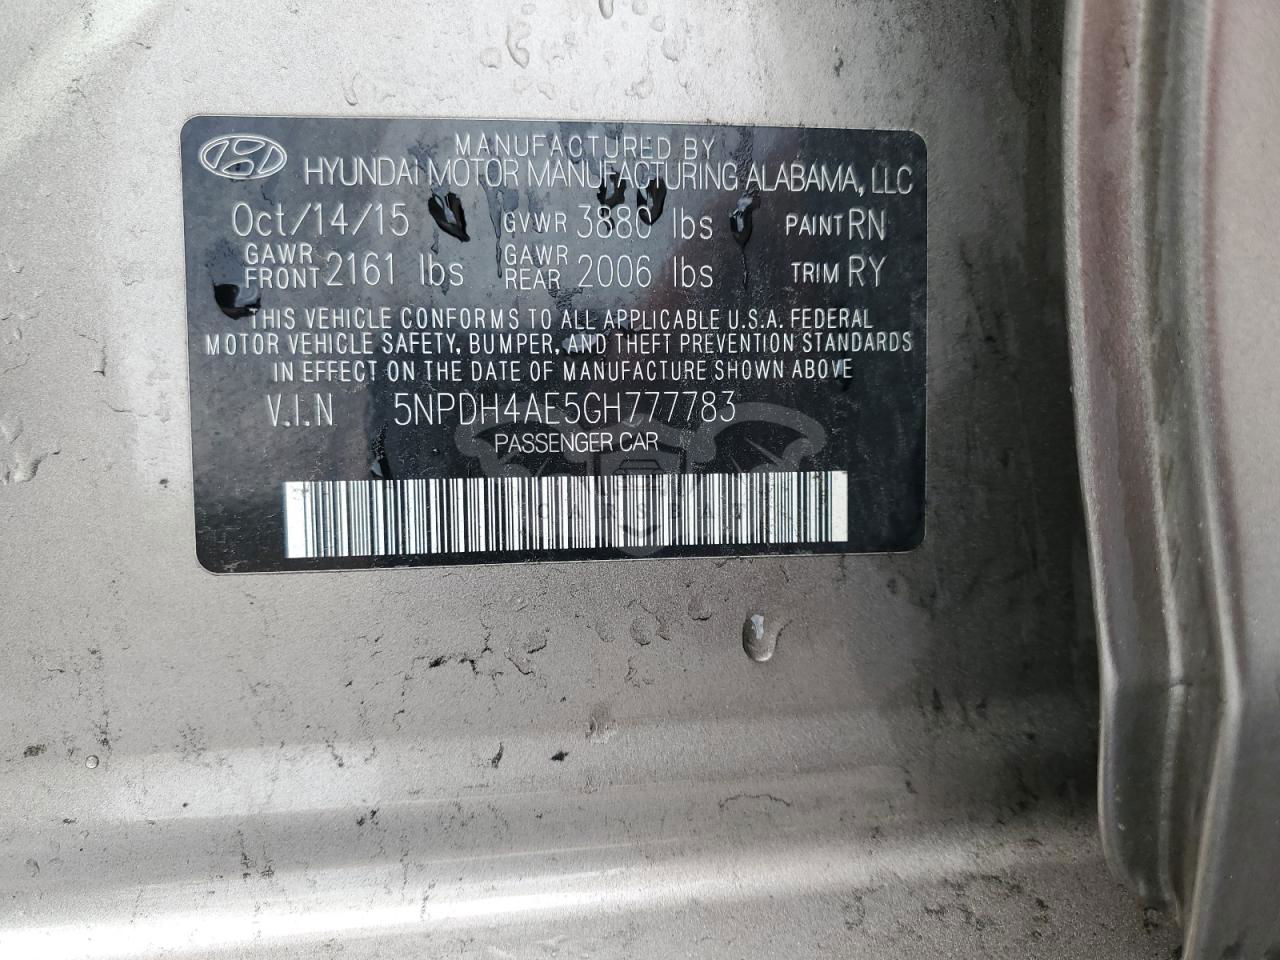 MANUFACTURED BY
HYUNDAI MOTOR MANUFACTURING ALABAMA, LLC
Oct/14/15 GVWR 3880 lbs PAINT RN
GAWR FRONT 2161 lbs GAWR REAR 2006 lbs TRIM RY
THIS VEHICLE CONFORMS TO ALL APPLICABLE U.S.A. FEDERAL
MOTOR VEHICLE SAFETY, BUMPER, AND THEFT PREVENTION STANDARDS
IN EFFECT ON THE DATE OF MANUFACTURE SHOWN ABOVE
V.I.N 5NPDH4AE5GH777783
PASSENGER CAR